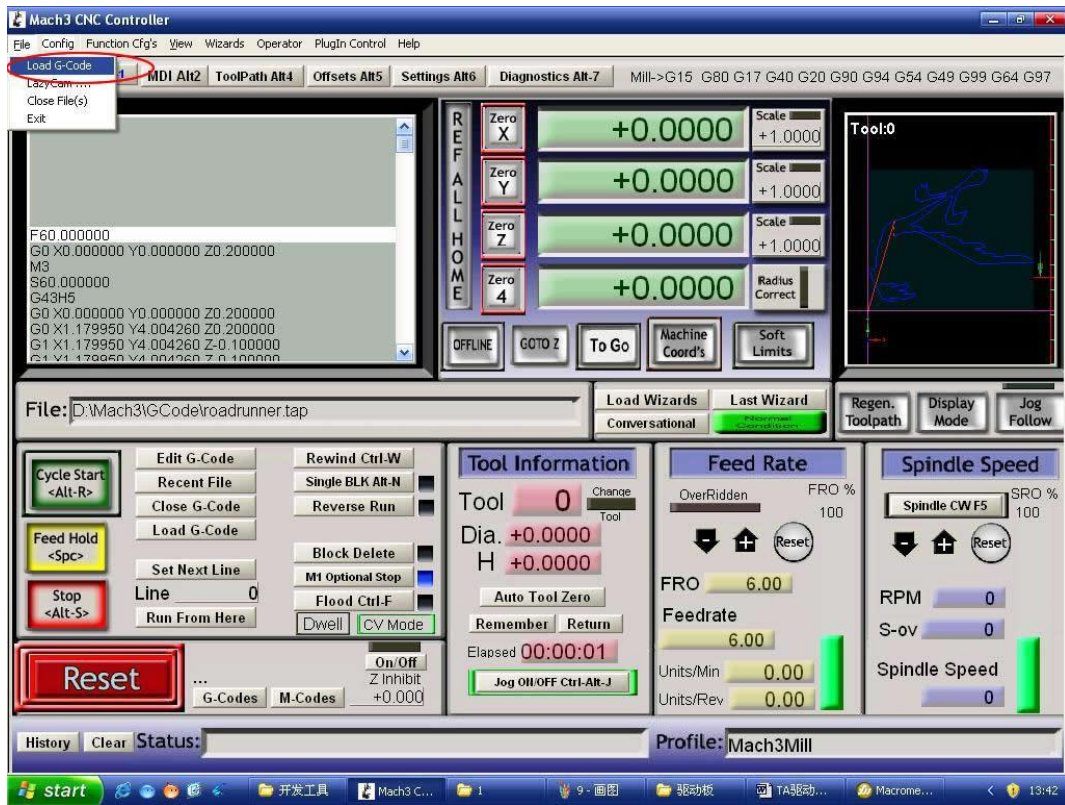 Mach3 CNC Controller
File Config Function Cfg's View Wizards Operator PlugIn Control Help
Load G-Code
LazyCam ....
Close File(s)
Exit
MDI Alt2 ToolPath Alt4 Offsets Alt5 Settings Alt6 Diagnostics Alt-7 Mill->G15 G80 G17 G40 G20 G90 G94 G54 G49 G99 G64 G97
F60.000000
G0 X0.000000 Y0.000000 Z0.200000
M3
S60.000000
G43H5
G0 X0.000000 Y0.000000 Z0.200000
G0 X1.179950 Y4.004260 Z0.200000
G1 X1.179950 Y4.004260 Z-0.100000
G1 X1.179950 Y4.004260 Z-0.100000
REF ALL HOME
Zero X +0.0000 Scale +1.0000
Zero Y +0.0000 Scale +1.0000
Zero Z +0.0000 Scale +1.0000
Zero 4 +0.0000 Radius Correct
OFFLINE GOTO Z To Go Machine Coord's Soft Limits
Tool:0
File: D:\Mach3\GCode\roadrunner.tap
Load Wizards Last Wizard
Conversational Normal Condition
Regen. Toolpath Display Mode Jog Follow
Cycle Start <Alt-R>
Feed Hold <Spc>
Stop <Alt-S>
Edit G-Code Rewind Ctrl-W
Recent File Single BLK Alt-N
Close G-Code Reverse Run
Load G-Code
Block Delete
Set Next Line M1 Optional Stop
Line 0 Flood Ctrl-F
Run From Here Dwell CV Mode
Reset
...
G-Codes M-Codes
On/Off
Z Inhibit
+0.000
Tool Information
Tool 0 Change Tool
Dia. +0.0000
H +0.0000
Auto Tool Zero
Remember Return
Elapsed 00:00:01
Jog ON/OFF Ctrl-Alt-J
Feed Rate
OverRidden FRO % 100
Reset
FRO 6.00
Feedrate
6.00
Units/Min 0.00
Units/Rev 0.00
Spindle Speed
Spindle CW F5 SRO % 100
Reset
RPM 0
S-ov 0
Spindle Speed
0
History Clear Status: Profile: Mach3Mill
start 开发工具 Mach3 C... 1 9 - 画图 驱动板 TA驱动... Macrome... 13:42